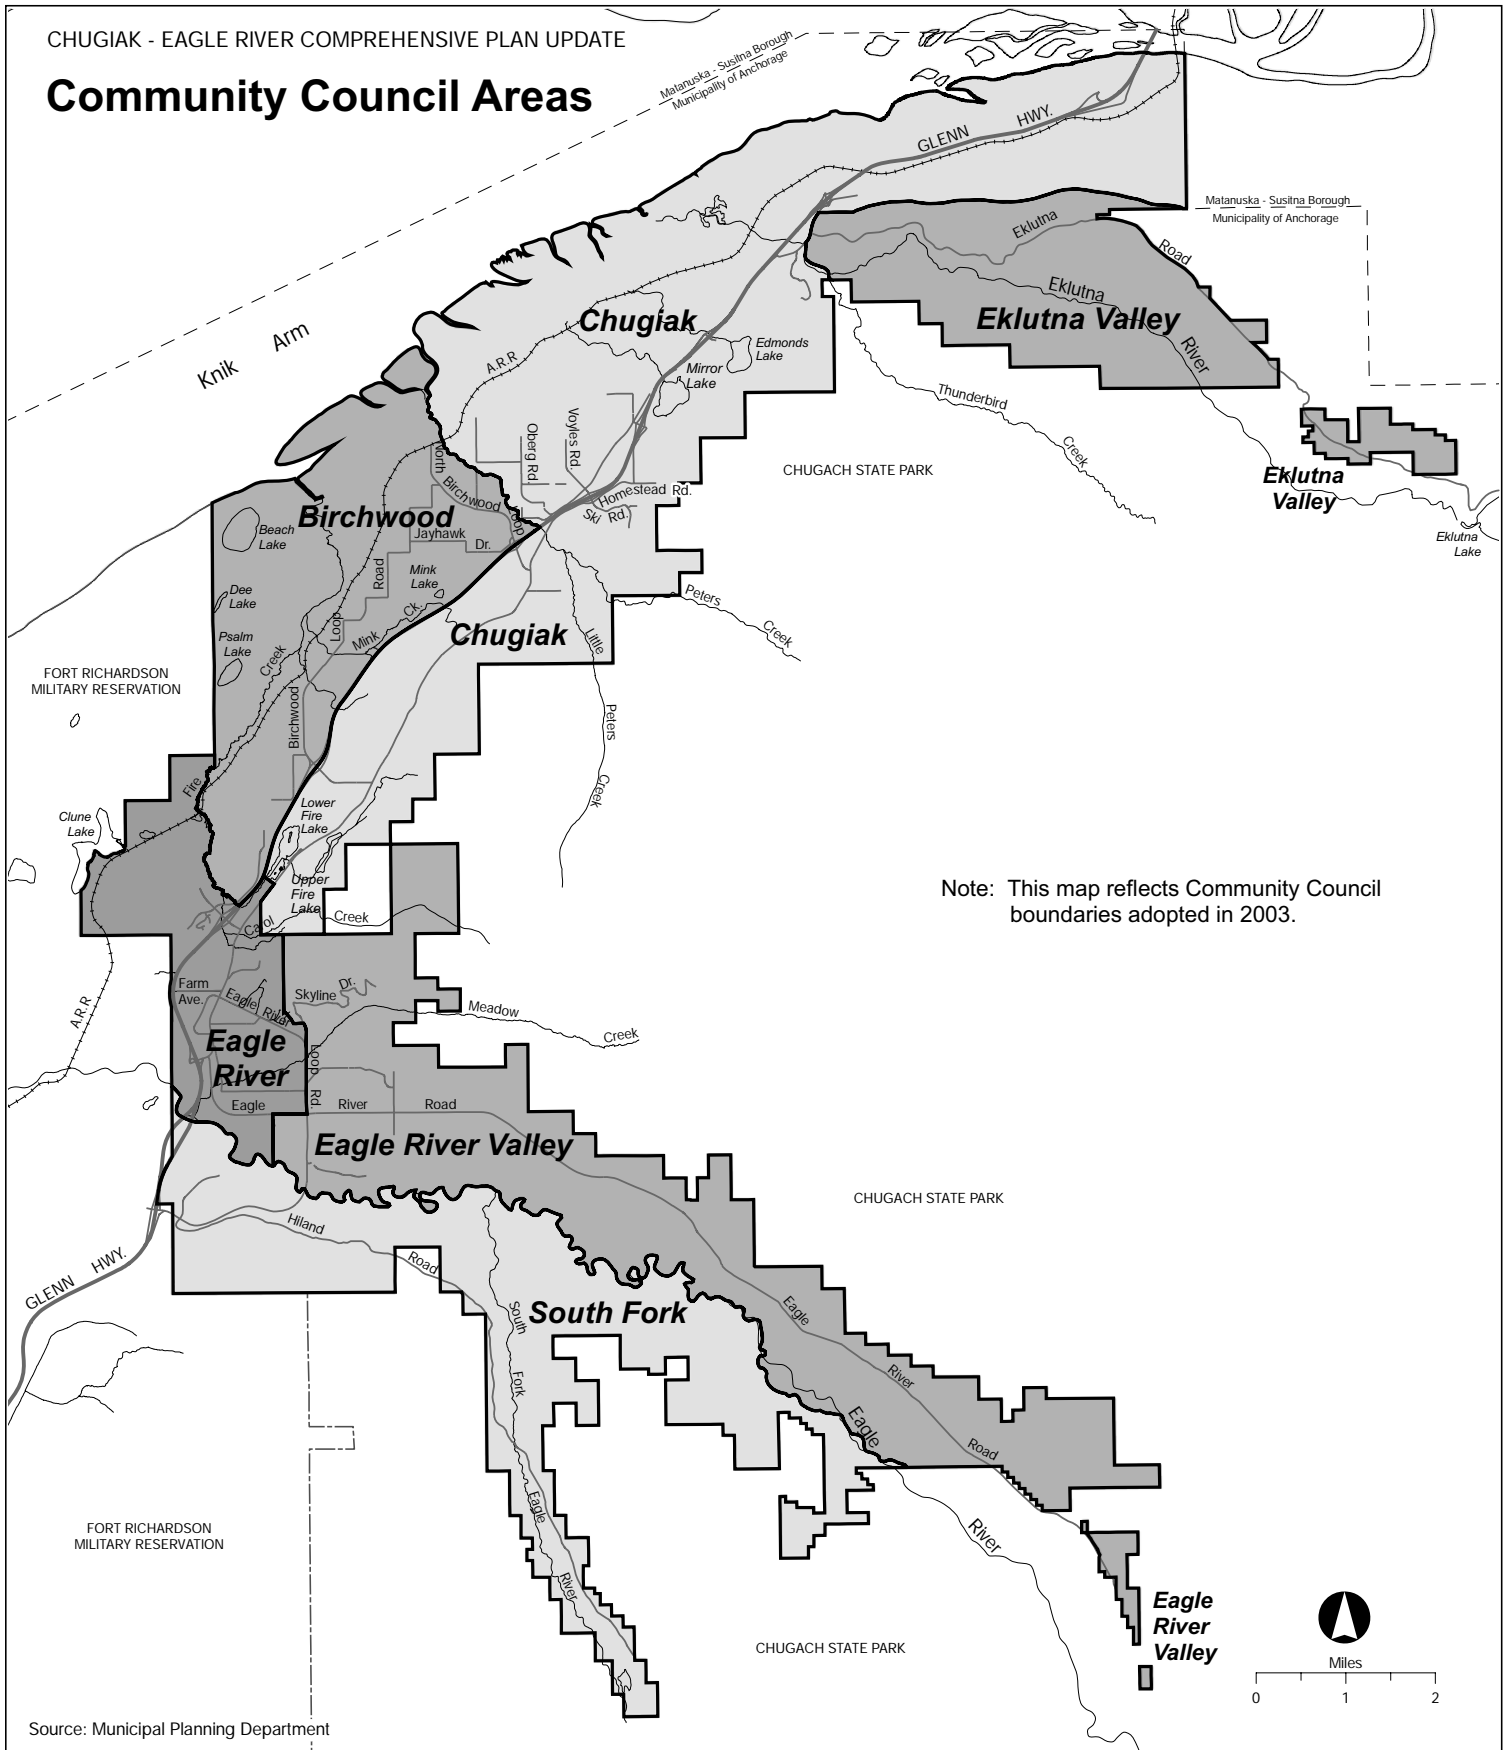 CHUGIAK - EAGLE RIVER COMPREHENSIVE PLAN UPDATE
Community Council Areas
Matanuska - Susitna Borough
Municipality of Anchorage
GLENN HWY.
Matanuska - Susitna Borough
Municipality of Anchorage
Eklutna Road
Eklutna River
Eklutna Valley
Knik Arm
Chugiak
A.R.R
Edmonds
Lake
Mirror
Lake
Thunderbird Creek
Oberg Rd.
Voyles Rd.
CHUGACH STATE PARK
Eklutna
Valley
Eklutna
Lake
North Birchwood Loop
Homestead Rd.
Ski Rd.
Birchwood
Beach
Lake
Jayhawk Dr.
Mink
Lake
Dee
Lake
Mink Ck.
Psalm
Lake
Birchwood Loop Road
Chugiak
Peters Creek
Little Peters Creek
FORT RICHARDSON
MILITARY RESERVATION
Fire Creek
Clune
Lake
Lower
Fire
Lake
Upper
Fire
Lake
Carol Creek
Note: This map reflects Community Council
boundaries adopted in 2003.
Farm
Ave.
Eagle River Loop Rd.
Skyline Dr.
Meadow Creek
A.R.R
Eagle
River
Eagle River Road
Eagle River Valley
CHUGACH STATE PARK
Hiland Road
GLENN HWY.
South Fork
South Fork Eagle River
Eagle River Road
Eagle River
FORT RICHARDSON
MILITARY RESERVATION
Eagle
River
Valley
CHUGACH STATE PARK
Miles
0 1 2
Source: Municipal Planning Department